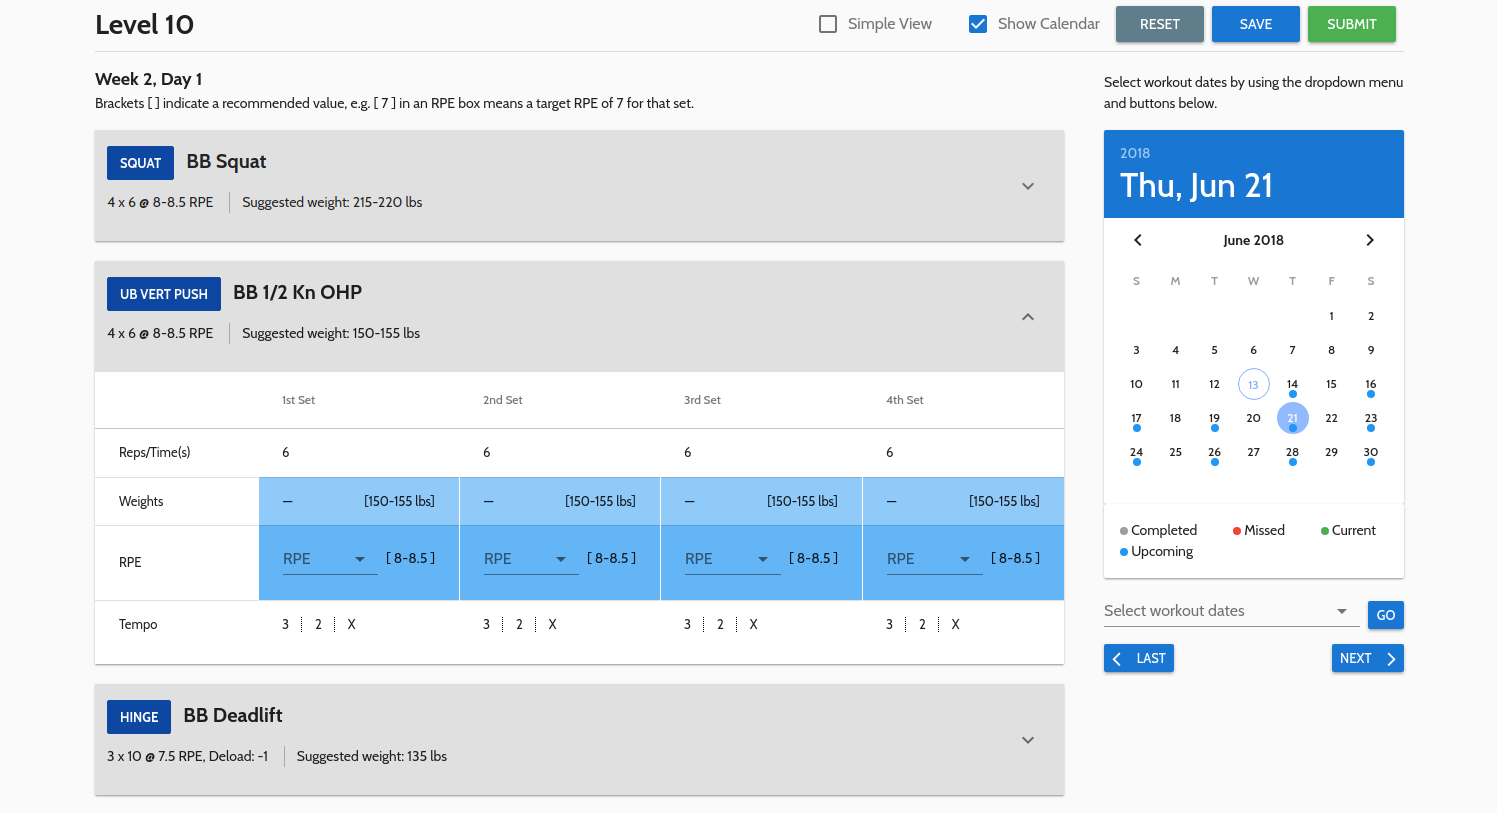 Level 10
Simple View
Show Calendar
RESET
SAVE
SUBMIT
Week 2, Day 1
Brackets [ ] indicate a recommended value, e.g. [ 7 ] in an RPE box means a target RPE of 7 for that set.
SQUAT BB Squat
4 x 6 @ 8-8.5 RPE Suggested weight: 215-220 lbs
UB VERT PUSH BB 1/2 Kn OHP
4 x 6 @ 8-8.5 RPE Suggested weight: 150-155 lbs
1st Set 2nd Set 3rd Set 4th Set
Reps/Time(s) 6 6 6 6
Weights — [150-155 lbs] — [150-155 lbs] — [150-155 lbs] — [150-155 lbs]
RPE RPE [ 8-8.5 ] RPE [ 8-8.5 ] RPE [ 8-8.5 ] RPE [ 8-8.5 ]
Tempo 3 2 X 3 2 X 3 2 X 3 2 X
HINGE BB Deadlift
3 x 10 @ 7.5 RPE, Deload: -1 Suggested weight: 135 lbs
Select workout dates by using the dropdown menu
and buttons below.
2018
Thu, Jun 21
June 2018
S M T W T F S
1 2
3 4 5 6 7 8 9
10 11 12 13 14 15 16
17 18 19 20 21 22 23
24 25 26 27 28 29 30
Completed Missed Current
Upcoming
Select workout dates GO
LAST NEXT